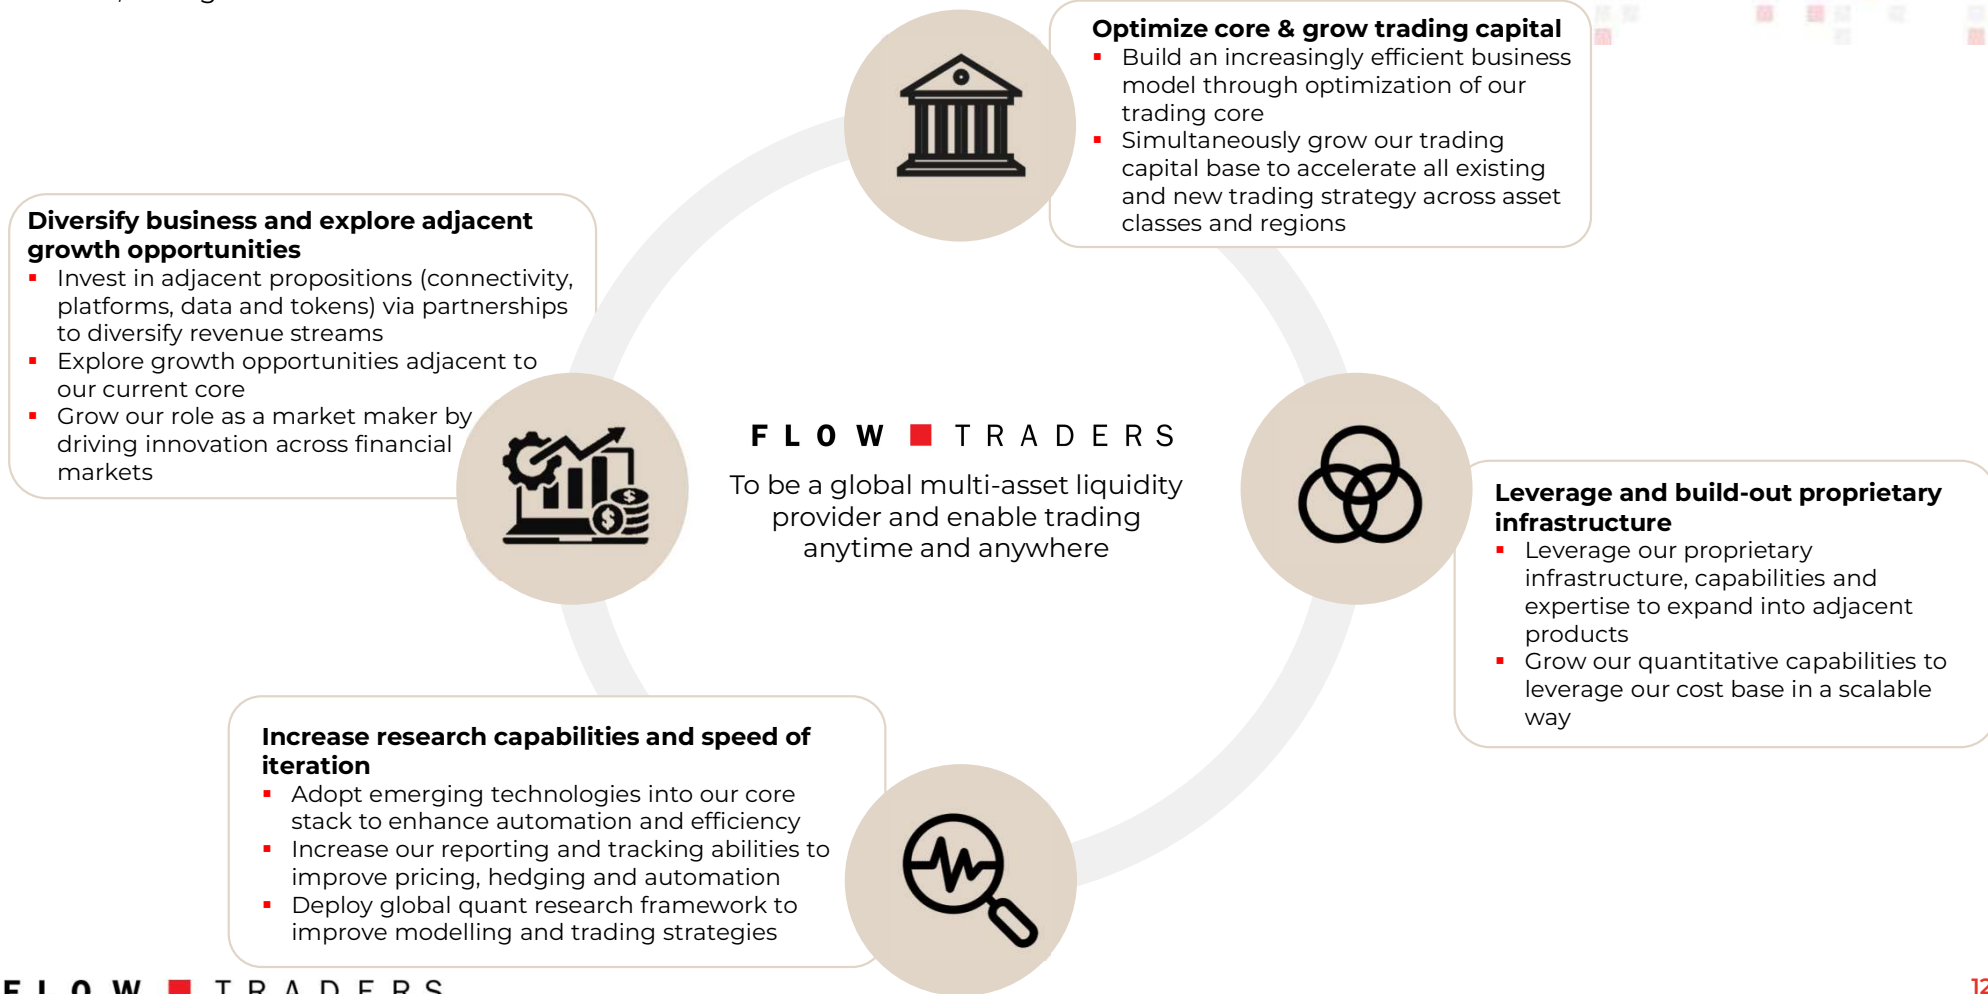 Optimize core & grow trading capital
▪ Build an increasingly efficient business
model through optimization of our
trading core
▪ Simultaneously grow our trading
capital base to accelerate all existing
and new trading strategy across asset
classes and regions
Diversify business and explore adjacent
growth opportunities
▪ Invest in adjacent propositions (connectivity,
platforms, data and tokens) via partnerships
to diversify revenue streams
▪ Explore growth opportunities adjacent to
our current core
▪ Grow our role as a market maker by
driving innovation across financial
markets
FLOW TRADERS
To be a global multi-asset liquidity
provider and enable trading
anytime and anywhere
Leverage and build-out proprietary
infrastructure
▪ Leverage our proprietary
infrastructure, capabilities and
expertise to expand into adjacent
products
▪ Grow our quantitative capabilities to
leverage our cost base in a scalable
way
Increase research capabilities and speed of
iteration
▪ Adopt emerging technologies into our core
stack to enhance automation and efficiency
▪ Increase our reporting and tracking abilities to
improve pricing, hedging and automation
▪ Deploy global quant research framework to
improve modelling and trading strategies
FLOW TRADERS
12